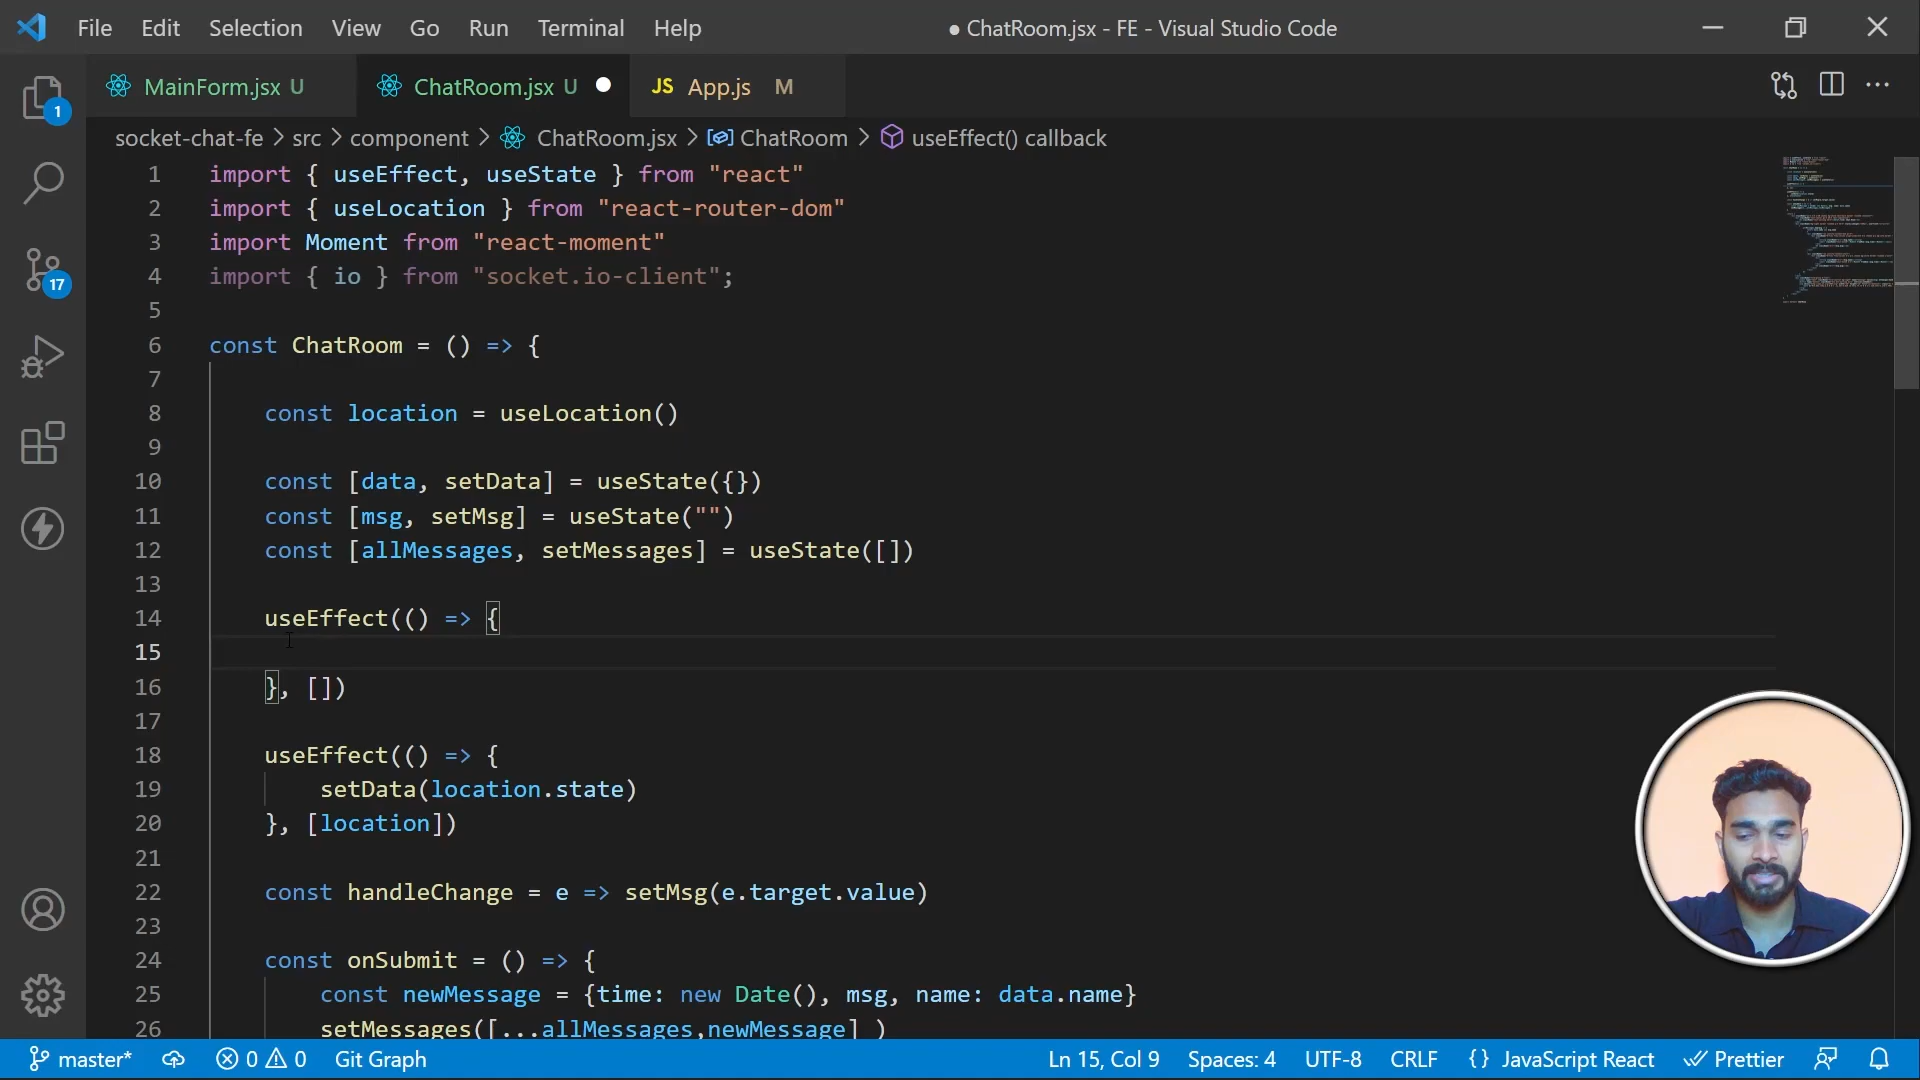 File Edit Selection View Go Run Terminal Help ● ChatRoom.jsx - FE - Visual Studio Code
MainForm.jsx U ChatRoom.jsx U JS App.js M
socket-chat-fe > src > component > ChatRoom.jsx > ChatRoom > useEffect() callback
1
17
1 import { useEffect, useState } from "react"
2 import { useLocation } from "react-router-dom"
3 import Moment from "react-moment"
4 import { io } from "socket.io-client";
5
6 const ChatRoom = () => {
7
8 const location = useLocation()
9
10 const [data, setData] = useState({})
11 const [msg, setMsg] = useState("")
12 const [allMessages, setMessages] = useState([])
13
14 useEffect(() => {
15
16 }, [])
17
18 useEffect(() => {
19 setData(location.state)
20 }, [location])
21
22 const handleChange = e => setMsg(e.target.value)
23
24 const onSubmit = () => {
25 const newMessage = {time: new Date(), msg, name: data.name}
26 setMessages([...allMessages,newMessage] )
master* 0 0 Git Graph Ln 15, Col 9 Spaces: 4 UTF-8 CRLF {} JavaScript React Prettier